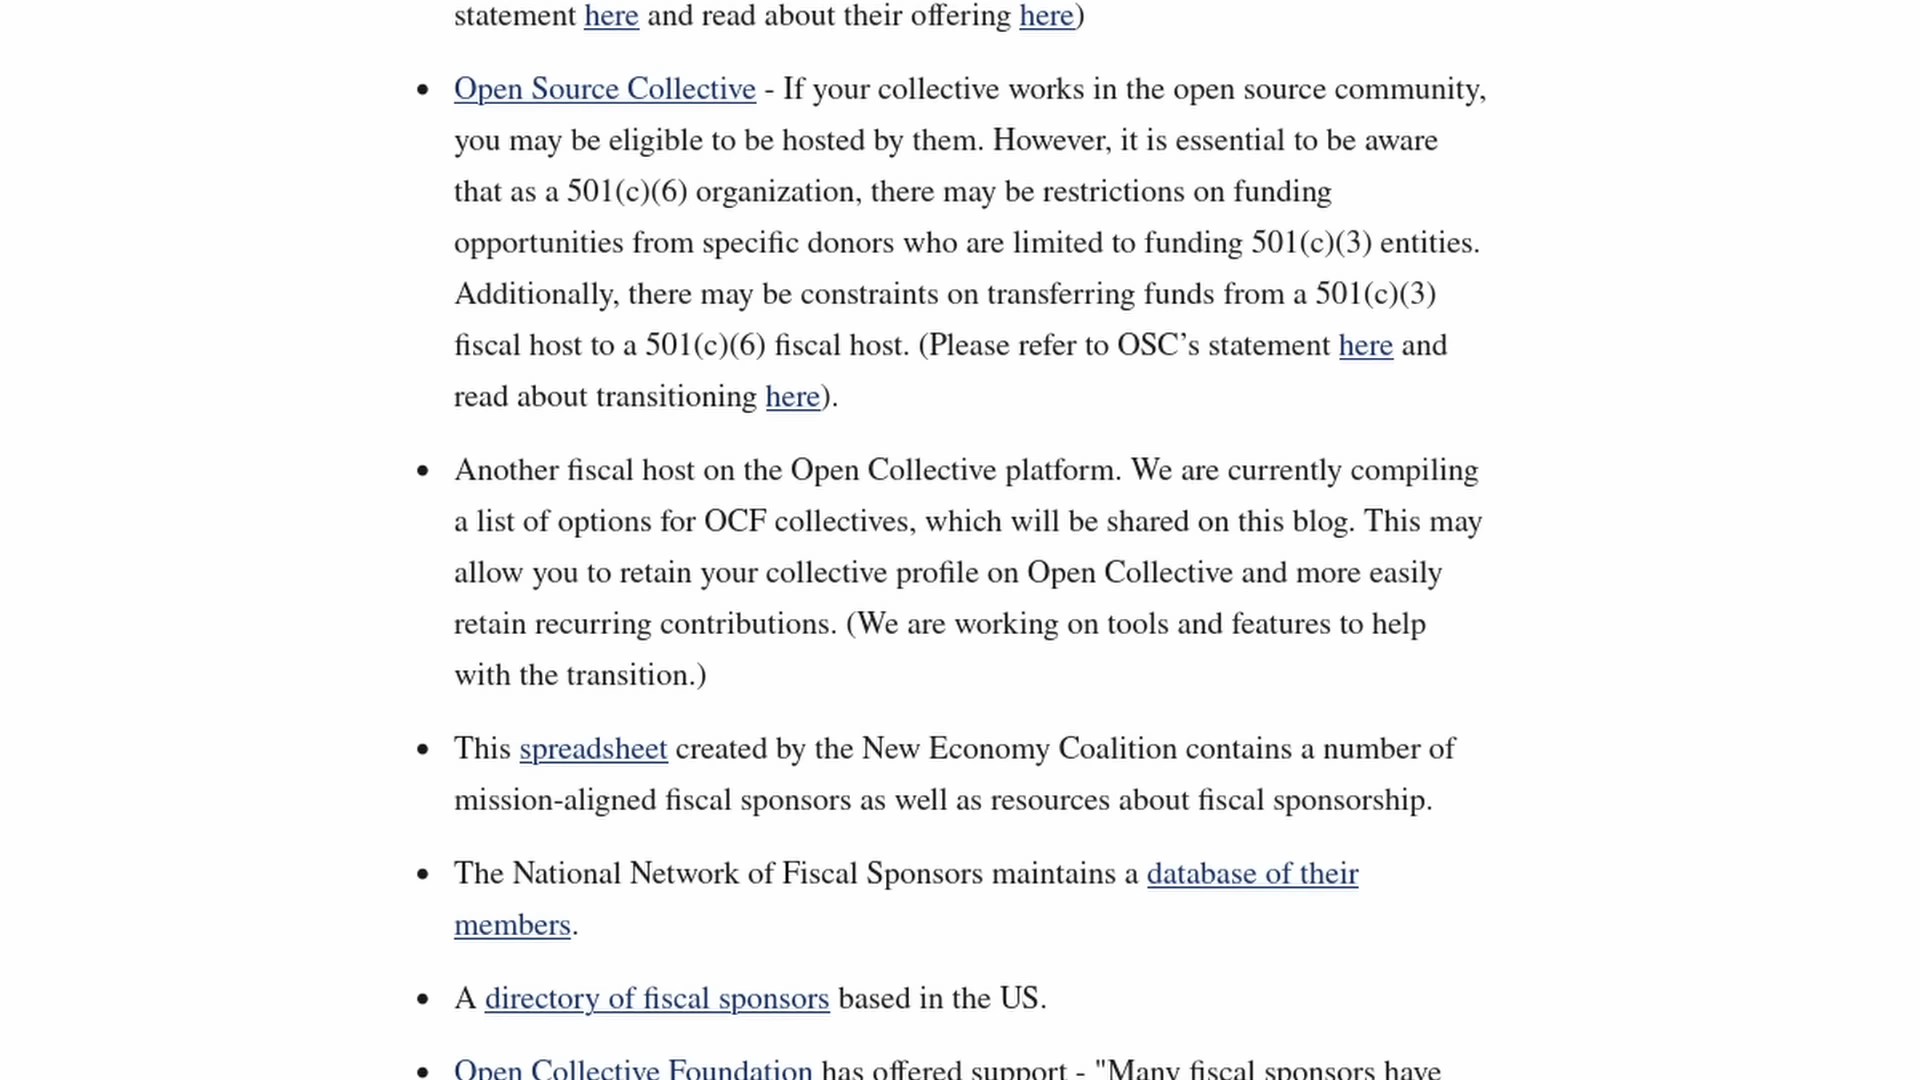 statement here and read about their offering here)
• Open Source Collective - If your collective works in the open source community,
you may be eligible to be hosted by them. However, it is essential to be aware
that as a 501(c)(6) organization, there may be restrictions on funding
opportunities from specific donors who are limited to funding 501(c)(3) entities.
Additionally, there may be constraints on transferring funds from a 501(c)(3)
fiscal host to a 501(c)(6) fiscal host. (Please refer to OSC’s statement here and
read about transitioning here).
• Another fiscal host on the Open Collective platform. We are currently compiling
a list of options for OCF collectives, which will be shared on this blog. This may
allow you to retain your collective profile on Open Collective and more easily
retain recurring contributions. (We are working on tools and features to help
with the transition.)
• This spreadsheet created by the New Economy Coalition contains a number of
mission-aligned fiscal sponsors as well as resources about fiscal sponsorship.
• The National Network of Fiscal Sponsors maintains a database of their
members.
• A directory of fiscal sponsors based in the US.
• Open Collective Foundation has offered support - "Many fiscal sponsors have